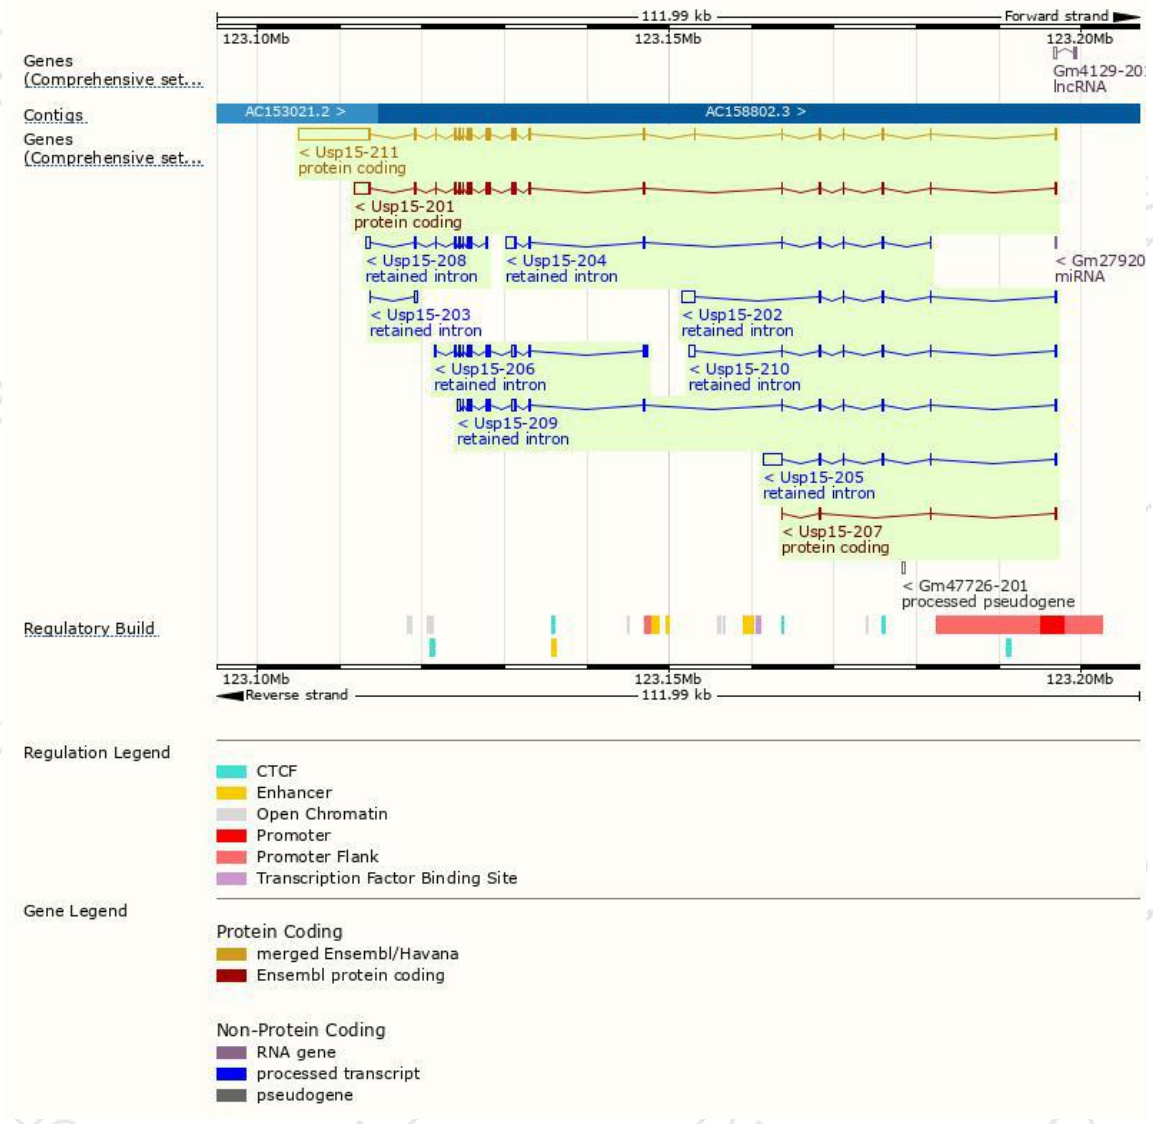 111.99 kb Forward strand
123.10Mb 123.15Mb 123.20Mb
Genes
(Comprehensive set...
Gm4129-20
lncRNA
Contigs AC153021.2 > AC158802.3 >
Genes
(Comprehensive set...
< Usp15-211
protein coding
< Usp15-201
protein coding
< Usp15-208 < Usp15-204 < Gm27920
retained intron retained intron miRNA
< Usp15-203 < Usp15-202
retained intron retained intron
< Usp15-206 < Usp15-210
retained intron retained intron
< Usp15-209
retained intron
< Usp15-205
retained intron
< Usp15-207
protein coding
< Gm47726-201
processed pseudogene
Regulatory Build
123.10Mb 123.15Mb 123.20Mb
Reverse strand 111.99 kb
Regulation Legend
CTCF
Enhancer
Open Chromatin
Promoter
Promoter Flank
Transcription Factor Binding Site
Gene Legend
Protein Coding
merged Ensembl/Havana
Ensembl protein coding
Non-Protein Coding
RNA gene
processed transcript
pseudogene